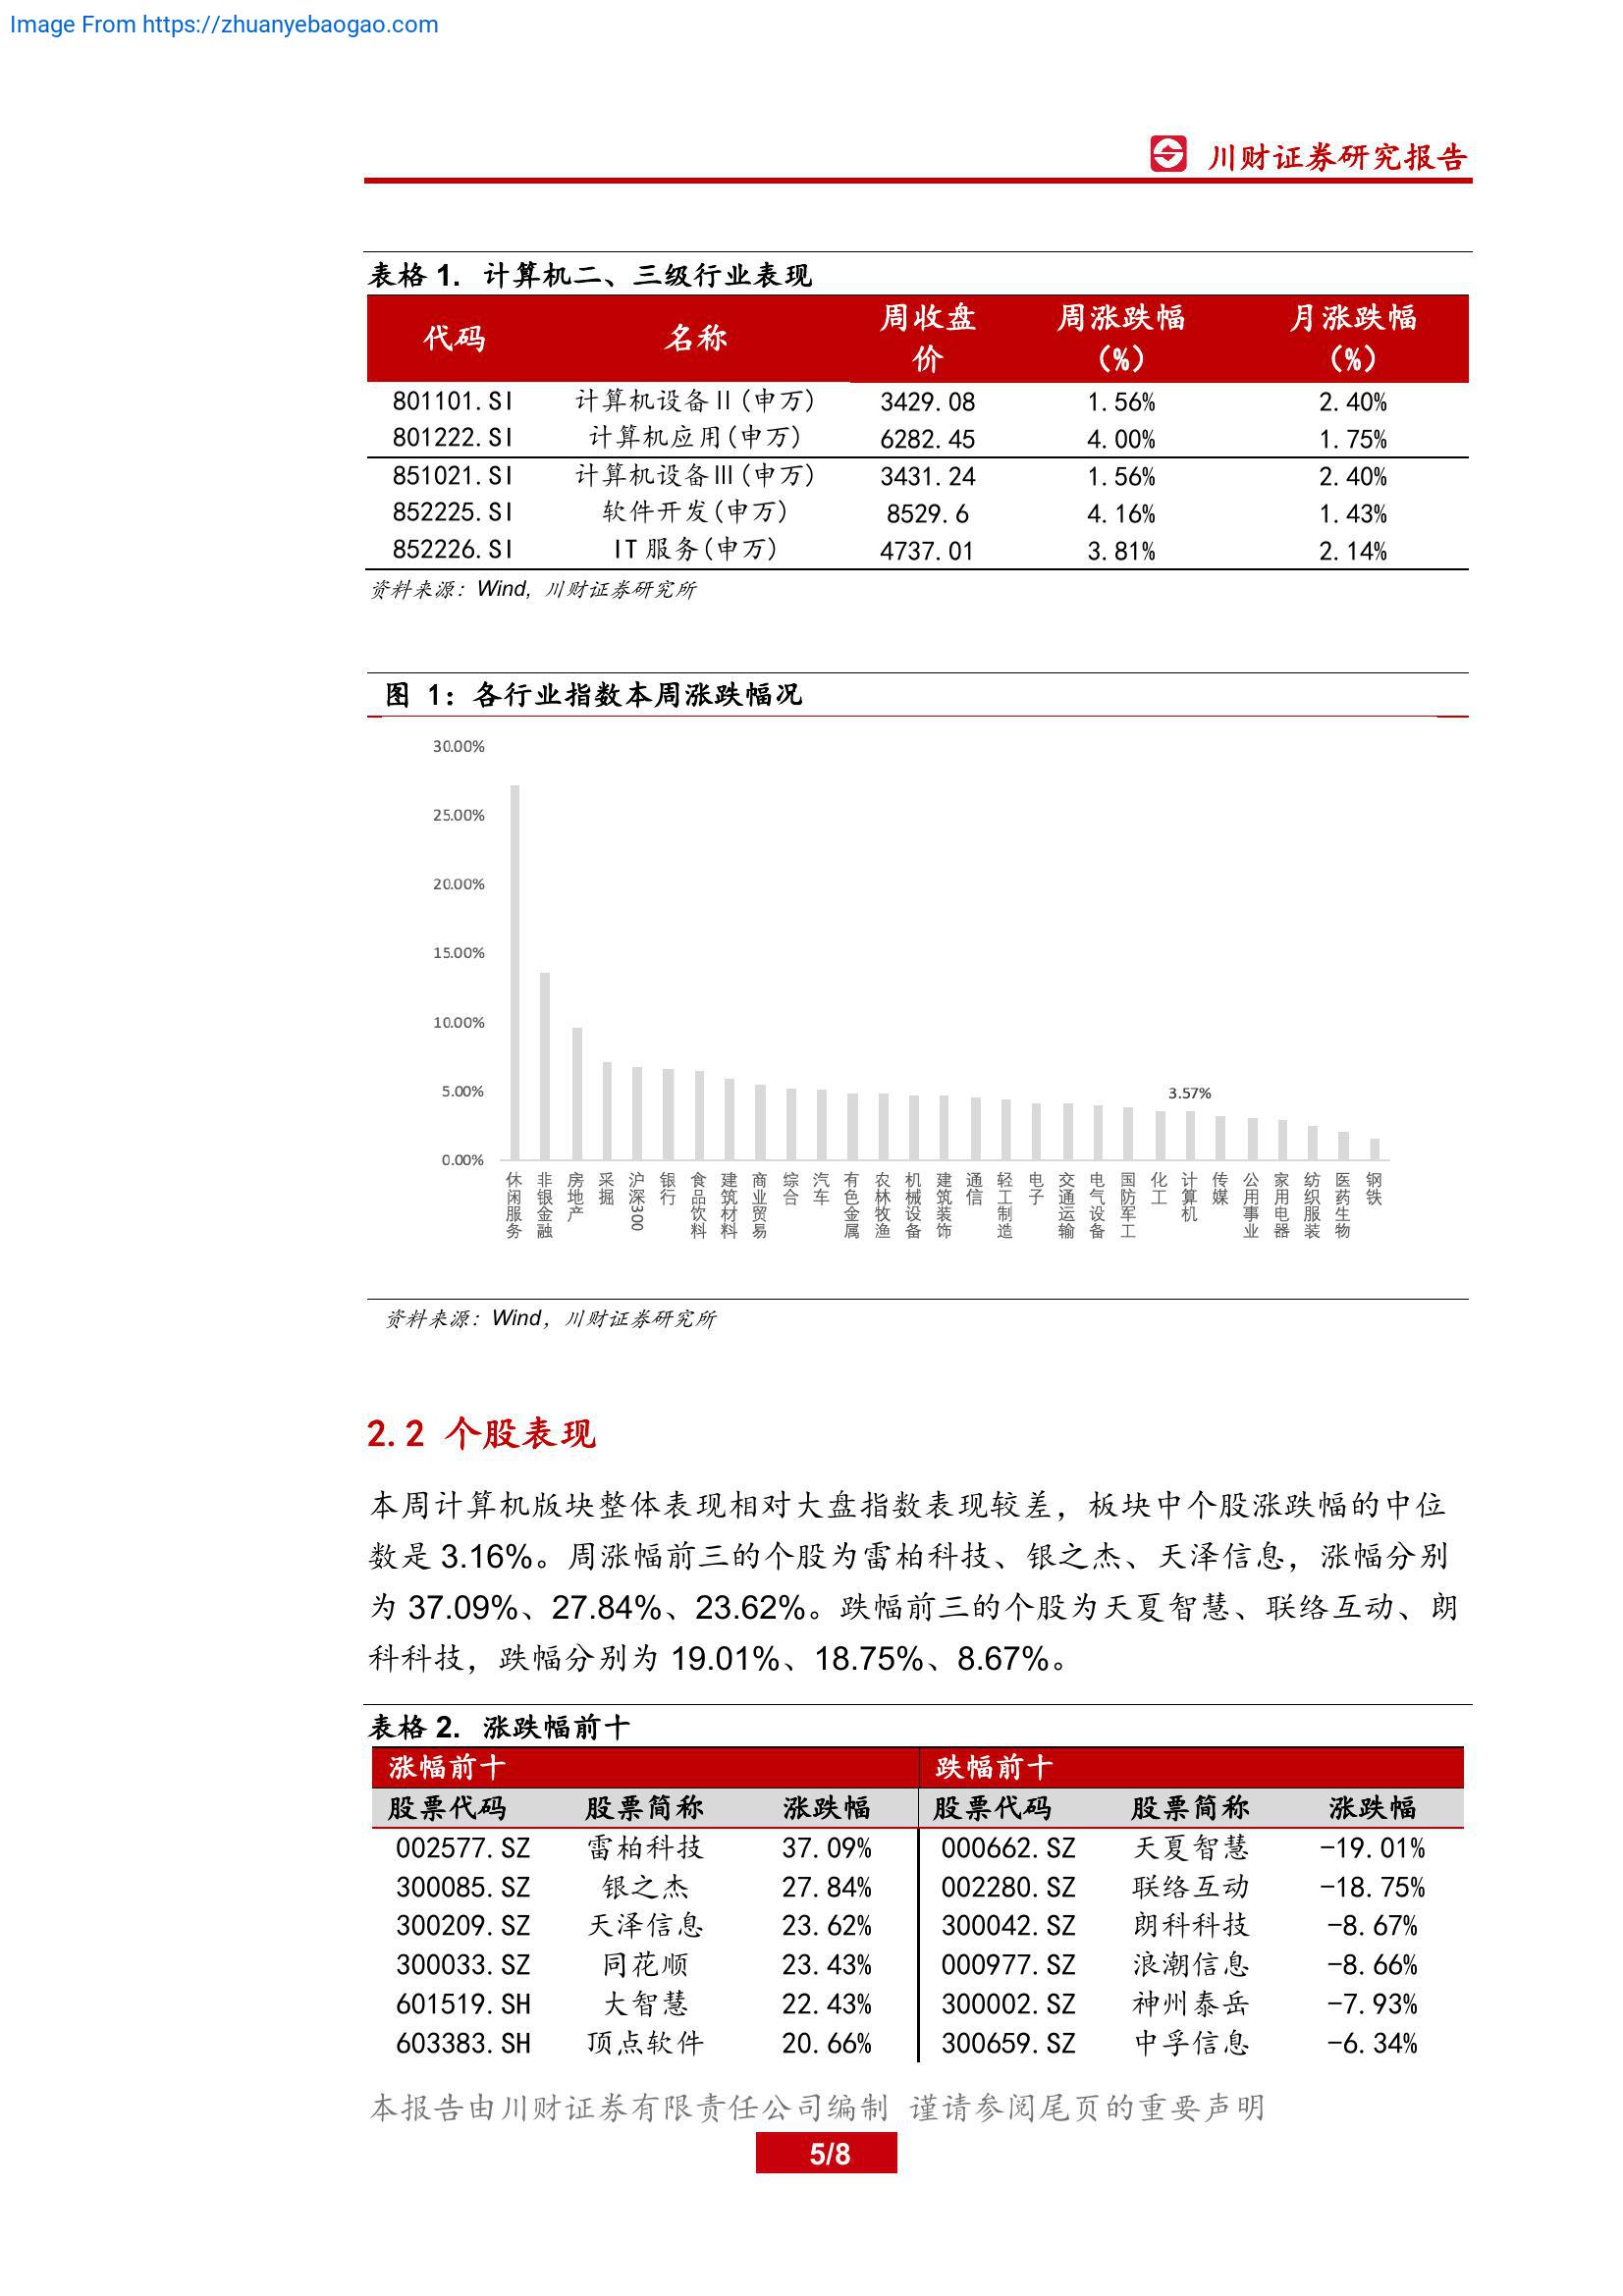 Image From https://zhuanyebaogao.com
川财证券研究报告
表格 1. 计算机二、三级行业表现
代码 名称 周收盘价 周涨跌幅(%) 月涨跌幅(%)
801101.SI 计算机设备Ⅱ(申万) 3429.08 1.56% 2.40%
801222.SI 计算机应用(申万) 6282.45 4.00% 1.75%
851021.SI 计算机设备Ⅲ(申万) 3431.24 1.56% 2.40%
852225.SI 软件开发(申万) 8529.6 4.16% 1.43%
852226.SI IT服务(申万) 4737.01 3.81% 2.14%
资料来源：Wind，川财证券研究所
图 1：各行业指数本周涨跌幅况
30.00%
25.00%
20.00%
15.00%
10.00%
5.00%
0.00%
3.57%
休闲服务 非银金融 房地产 采掘 沪深300 银行 食品饮料 建筑材料 商业贸易 综合 汽车 有色金属 农林牧渔 机械设备 建筑装饰 通信 轻工制造 电子 交通运输 电气设备 国防军工 化工 计算机 传媒 公用事业 家用电器 纺织服装 医药生物 钢铁
资料来源：Wind，川财证券研究所
2.2 个股表现
本周计算机版块整体表现相对大盘指数表现较差，板块中个股涨跌幅的中位
数是 3.16%。周涨幅前三的个股为雷柏科技、银之杰、天泽信息，涨幅分别
为 37.09%、27.84%、23.62%。跌幅前三的个股为天夏智慧、联络互动、朗
科科技，跌幅分别为 19.01%、18.75%、8.67%。
表格 2. 涨跌幅前十
涨幅前十 跌幅前十
股票代码 股票简称 涨跌幅 股票代码 股票简称 涨跌幅
002577.SZ 雷柏科技 37.09% 000662.SZ 天夏智慧 -19.01%
300085.SZ 银之杰 27.84% 002280.SZ 联络互动 -18.75%
300209.SZ 天泽信息 23.62% 300042.SZ 朗科科技 -8.67%
300033.SZ 同花顺 23.43% 000977.SZ 浪潮信息 -8.66%
601519.SH 大智慧 22.43% 300002.SZ 神州泰岳 -7.93%
603383.SH 顶点软件 20.66% 300659.SZ 中孚信息 -6.34%
本报告由川财证券有限责任公司编制 谨请参阅尾页的重要声明
5/8